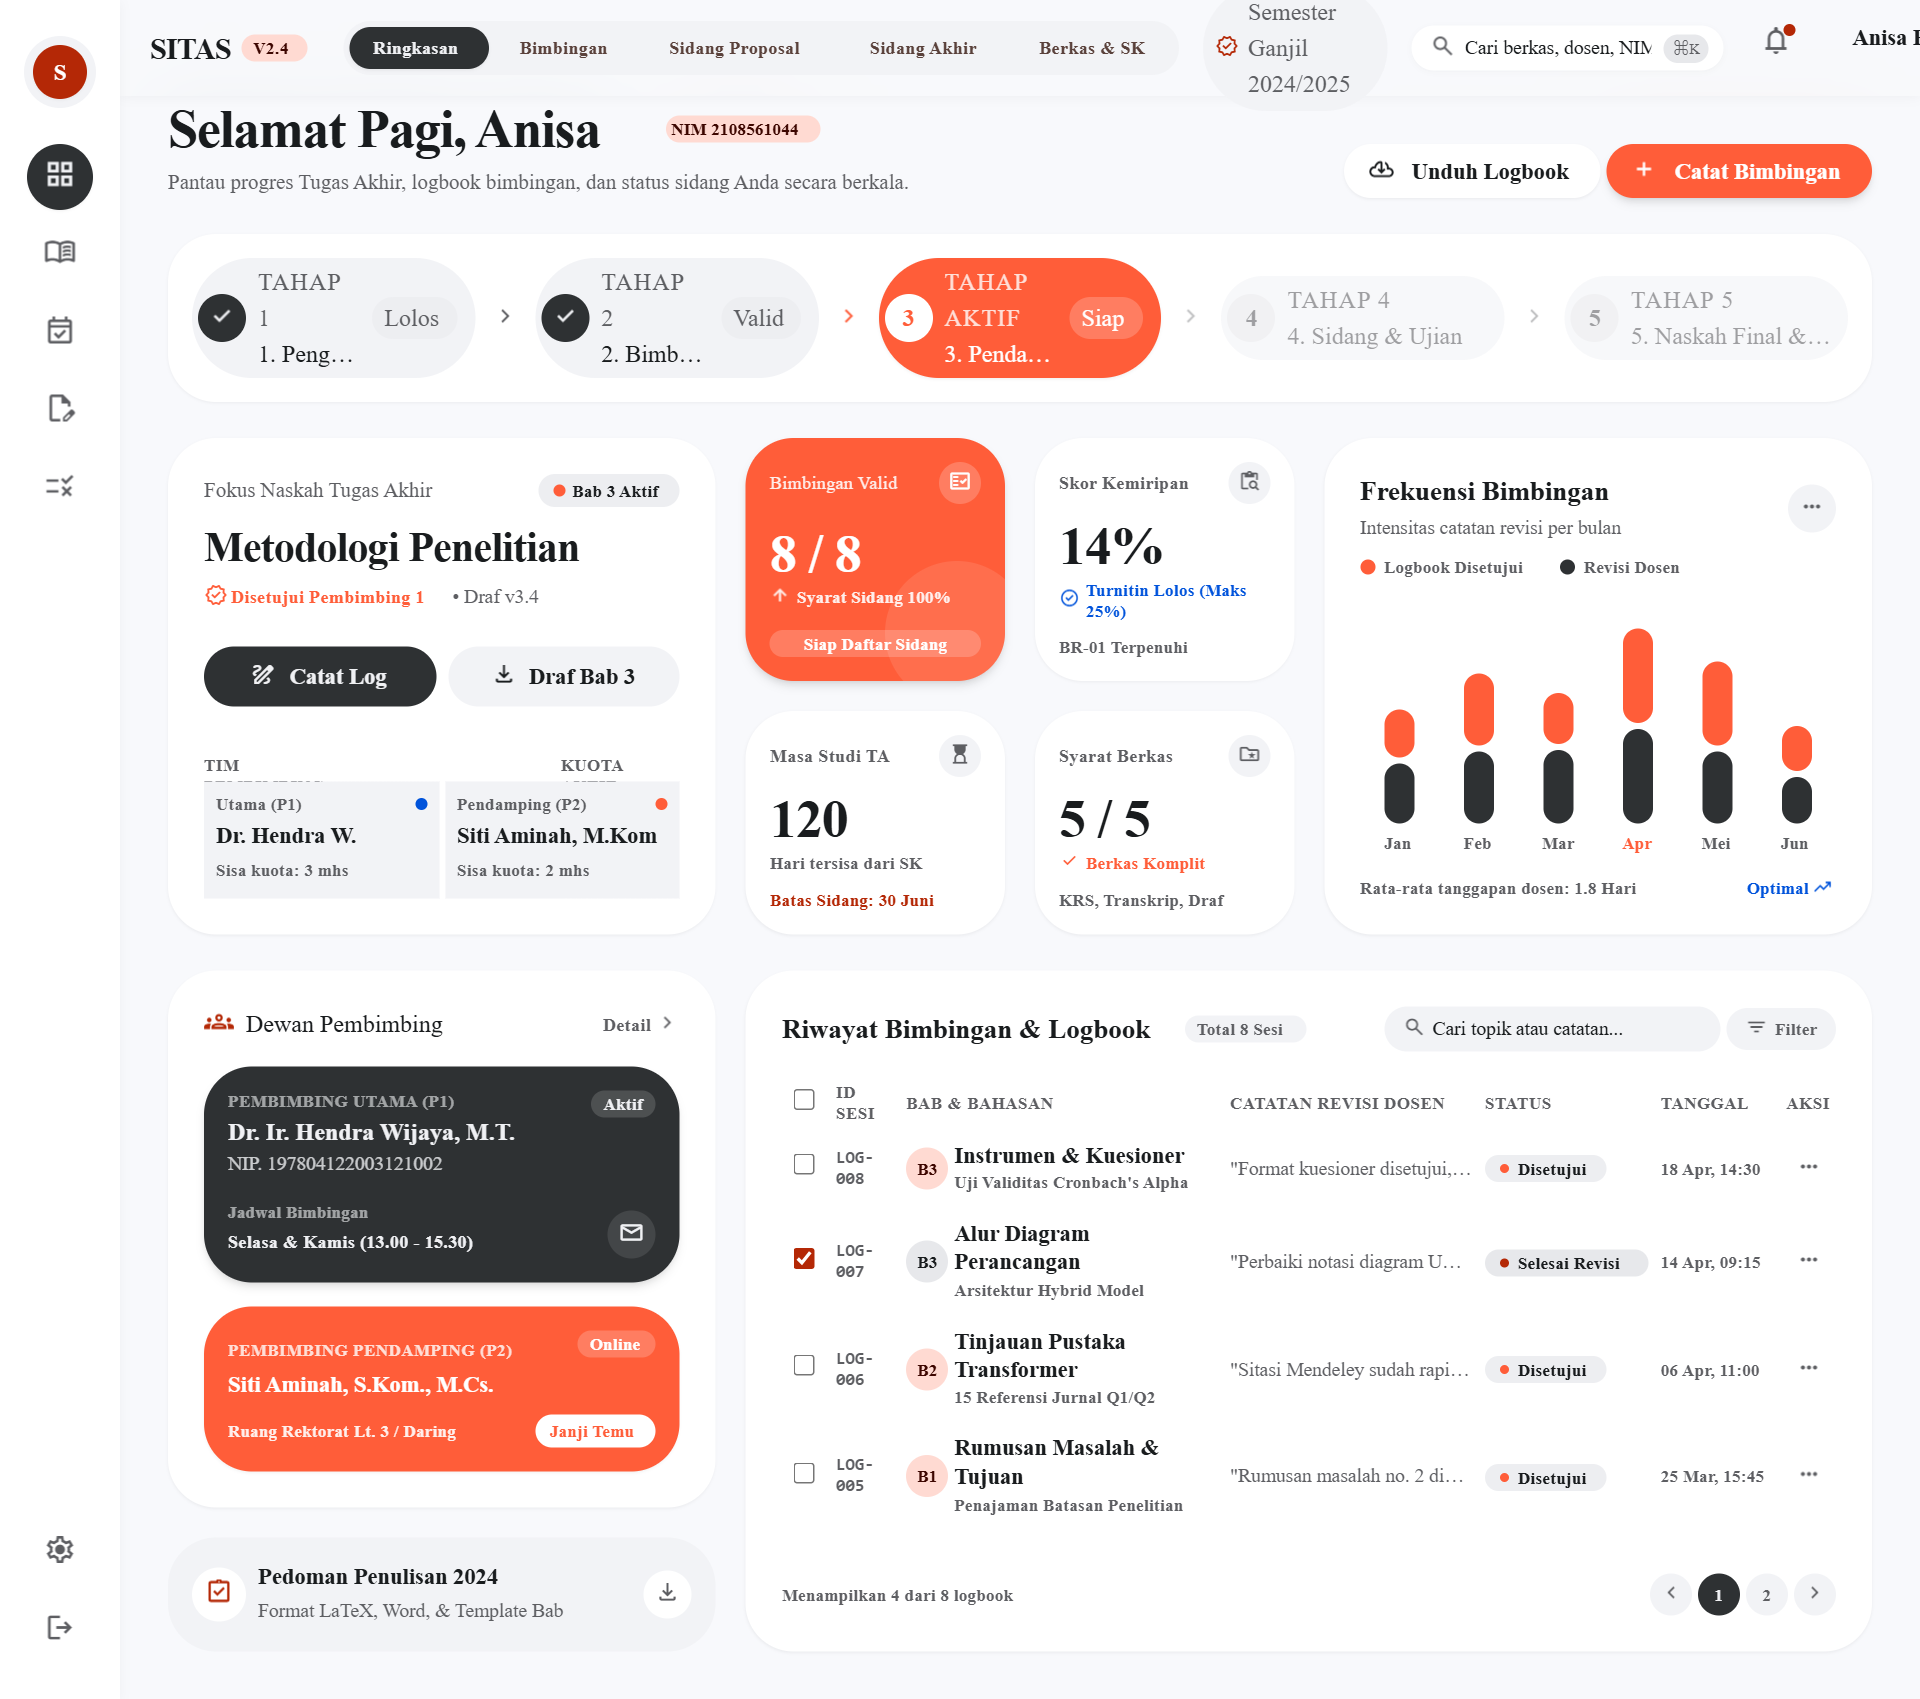 S
SITAS
V2.4
Ringkasan
Bimbingan
Sidang Proposal
Sidang Akhir
Berkas & SK
Semester
Ganjil
2024/2025
Cari berkas, dosen, NIM
⌘K
Anisa
Selamat Pagi, Anisa
NIM 2108561044
Pantau progres Tugas Akhir, logbook bimbingan, dan status sidang Anda secara berkala.
Unduh Logbook
Catat Bimbingan
TAHAP
1
1. Peng…
Lolos
TAHAP
2
2. Bimb…
Valid
3
TAHAP
AKTIF
3. Penda…
Siap
4
TAHAP 4
4. Sidang & Ujian
5
TAHAP 5
5. Naskah Final &…
Fokus Naskah Tugas Akhir
Bab 3 Aktif
Metodologi Penelitian
Disetujui Pembimbing 1
• Draf v3.4
Catat Log
Draf Bab 3
TIM
KUOTA
Utama (P1)
Dr. Hendra W.
Sisa kuota: 3 mhs
Pendamping (P2)
Siti Aminah, M.Kom
Sisa kuota: 2 mhs
Bimbingan Valid
8 / 8
Syarat Sidang 100%
Siap Daftar Sidang
Skor Kemiripan
14%
Turnitin Lolos (Maks
25%)
BR-01 Terpenuhi
Masa Studi TA
120
Hari tersisa dari SK
Batas Sidang: 30 Juni
Syarat Berkas
5 / 5
Berkas Komplit
KRS, Transkrip, Draf
Frekuensi Bimbingan
Intensitas catatan revisi per bulan
Logbook Disetujui
Revisi Dosen
Jan
Feb
Mar
Apr
Mei
Jun
Rata-rata tanggapan dosen: 1.8 Hari
Optimal
Dewan Pembimbing
Detail
PEMBIMBING UTAMA (P1)
Aktif
Dr. Ir. Hendra Wijaya, M.T.
NIP. 197804122003121002
Jadwal Bimbingan
Selasa & Kamis (13.00 - 15.30)
PEMBIMBING PENDAMPING (P2)
Online
Siti Aminah, S.Kom., M.Cs.
Ruang Rektorat Lt. 3 / Daring
Janji Temu
Pedoman Penulisan 2024
Format LaTeX, Word, & Template Bab
Riwayat Bimbingan & Logbook
Total 8 Sesi
Cari topik atau catatan...
Filter
ID
SESI
BAB & BAHASAN
CATATAN REVISI DOSEN
STATUS
TANGGAL
AKSI
LOG-
008
B3
Instrumen & Kuesioner
Uji Validitas Cronbach's Alpha
"Format kuesioner disetujui,…
Disetujui
18 Apr, 14:30
LOG-
007
B3
Alur Diagram
Perancangan
Arsitektur Hybrid Model
"Perbaiki notasi diagram U…
Selesai Revisi
14 Apr, 09:15
LOG-
006
B2
Tinjauan Pustaka
Transformer
15 Referensi Jurnal Q1/Q2
"Sitasi Mendeley sudah rapi…
Disetujui
06 Apr, 11:00
LOG-
005
B1
Rumusan Masalah &
Tujuan
Penajaman Batasan Penelitian
"Rumusan masalah no. 2 di…
Disetujui
25 Mar, 15:45
Menampilkan 4 dari 8 logbook
1
2